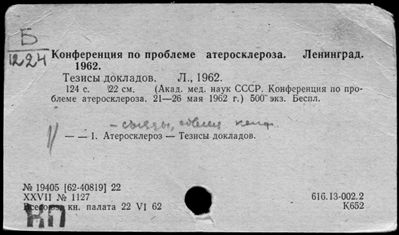 Б
1224
Конференция по проблеме атеросклероза. Ленинград.
1962.
Тезисы докладов. Л., 1962.
124 с. 22 см. (Акад. мед. наук СССР. Конференция по про-
блеме атеросклероза. 21—26 мая 1962 г.) 500 экз. Беспл.
— — 1. Атеросклероз — Тезисы докладов.
№ 19405 [62-40819] 22
XXVII № 1127
616.13-002.2
Всесоюзн. кн. палата 22 VI 62
К652
НП